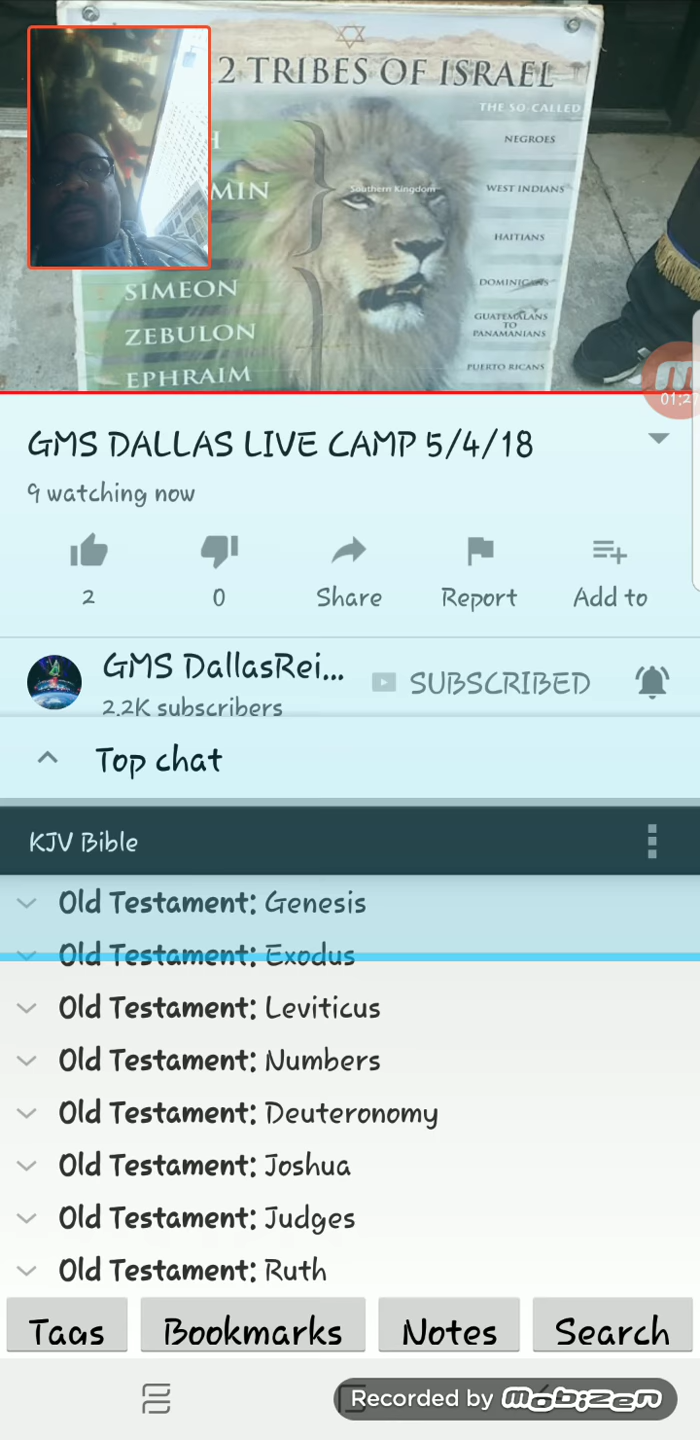 2 TRIBES OF ISRAEL
THE SO-CALLED
NEGROES
MIN
Southern Kingdom
WEST INDIANS
HAITIANS
SIMEON
DOMINICANS
ZEBULON
GUATEMALANS
TO
PANAMANIANS
EPHRAIM
PUERTO RICANS
01:2
GMS DALLAS LIVE CAMP 5/4/18
9 watching now
2
0
Share
Report
Add to
GMS DallasRei...
SUBSCRIBED
2.2K subscribers
Top chat
KJV Bible
Old Testament: Genesis
Old Testament: Exodus
Old Testament: Leviticus
Old Testament: Numbers
Old Testament: Deuteronomy
Old Testament: Joshua
Old Testament: Judges
Old Testament: Ruth
Tags
Bookmarks
Notes
Search
Recorded by mobizen